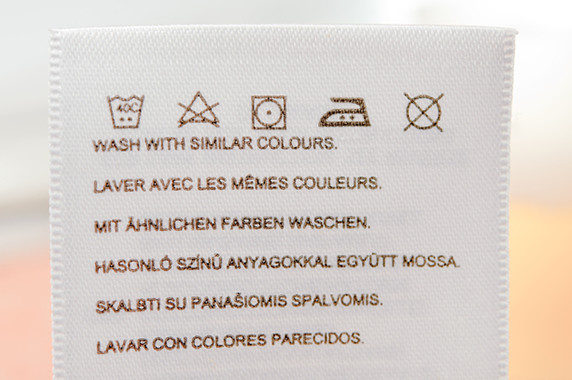 40C
WASH WITH SIMILAR COLOURS.
LAVER AVEC LES MÊMES COULEURS.
MIT ÄHNLICHEN FARBEN WASCHEN.
HASONLÓ SZÍNŰ ANYAGOKKAL EGYÜTT MOSSA.
SKALBTI SU PANAŠIOMIS SPALVOMIS.
LAVAR CON COLORES PARECIDOS.